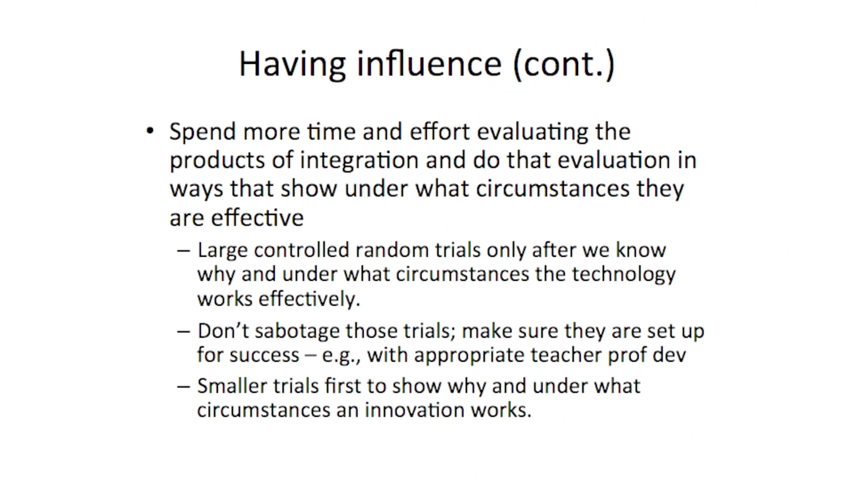 Having influence (cont.)
• Spend more time and effort evaluating the
products of integration and do that evaluation in
ways that show under what circumstances they
are effective
– Large controlled random trials only after we know
why and under what circumstances the technology
works effectively.
– Don't sabotage those trials; make sure they are set up
for success – e.g., with appropriate teacher prof dev
– Smaller trials first to show why and under what
circumstances an innovation works.